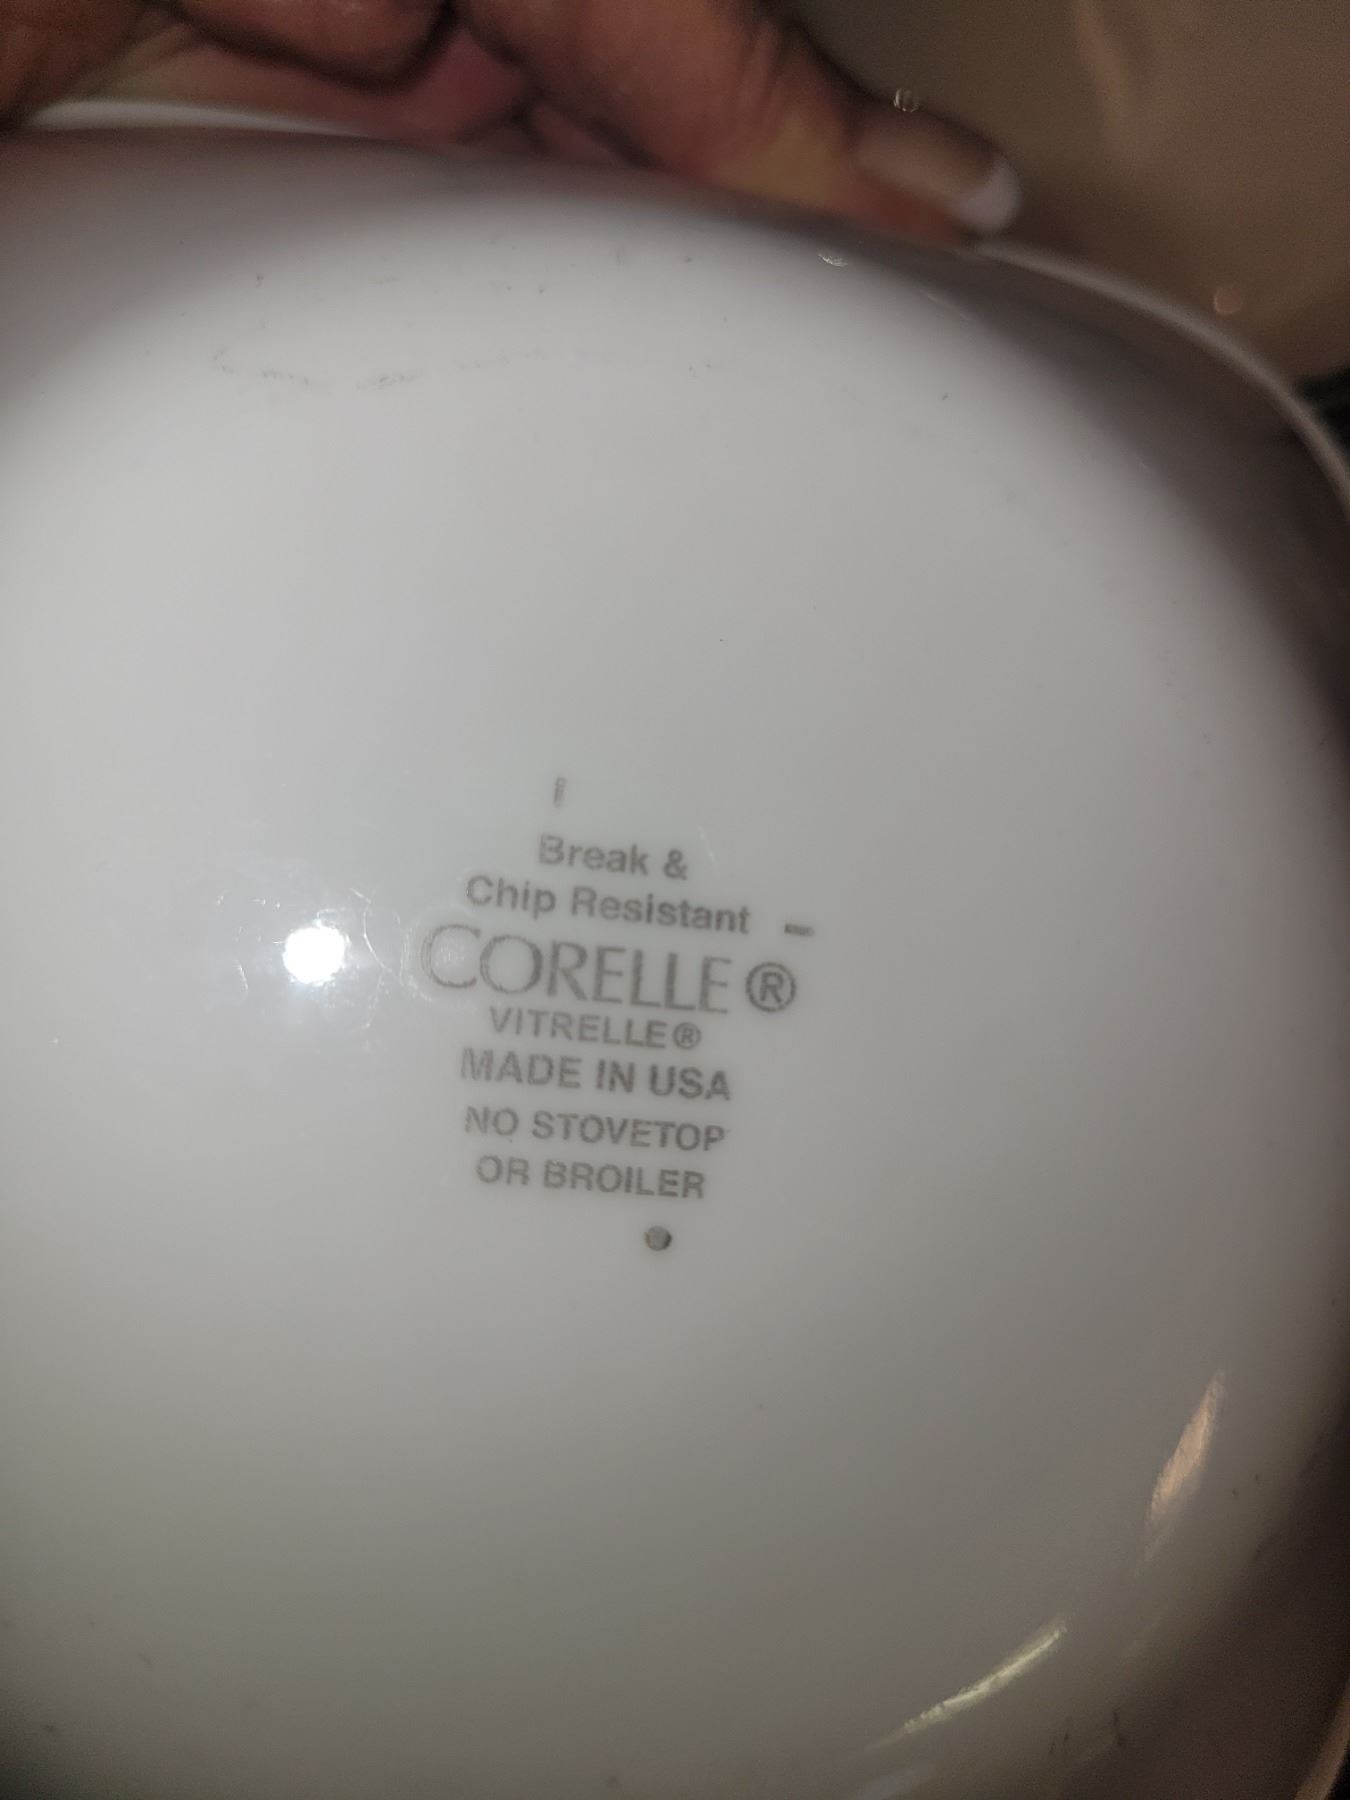 Break &
Chip Resistant
CORELLE®
VITRELLE®
MADE IN USA
NO STOVETOP
OR BROILER